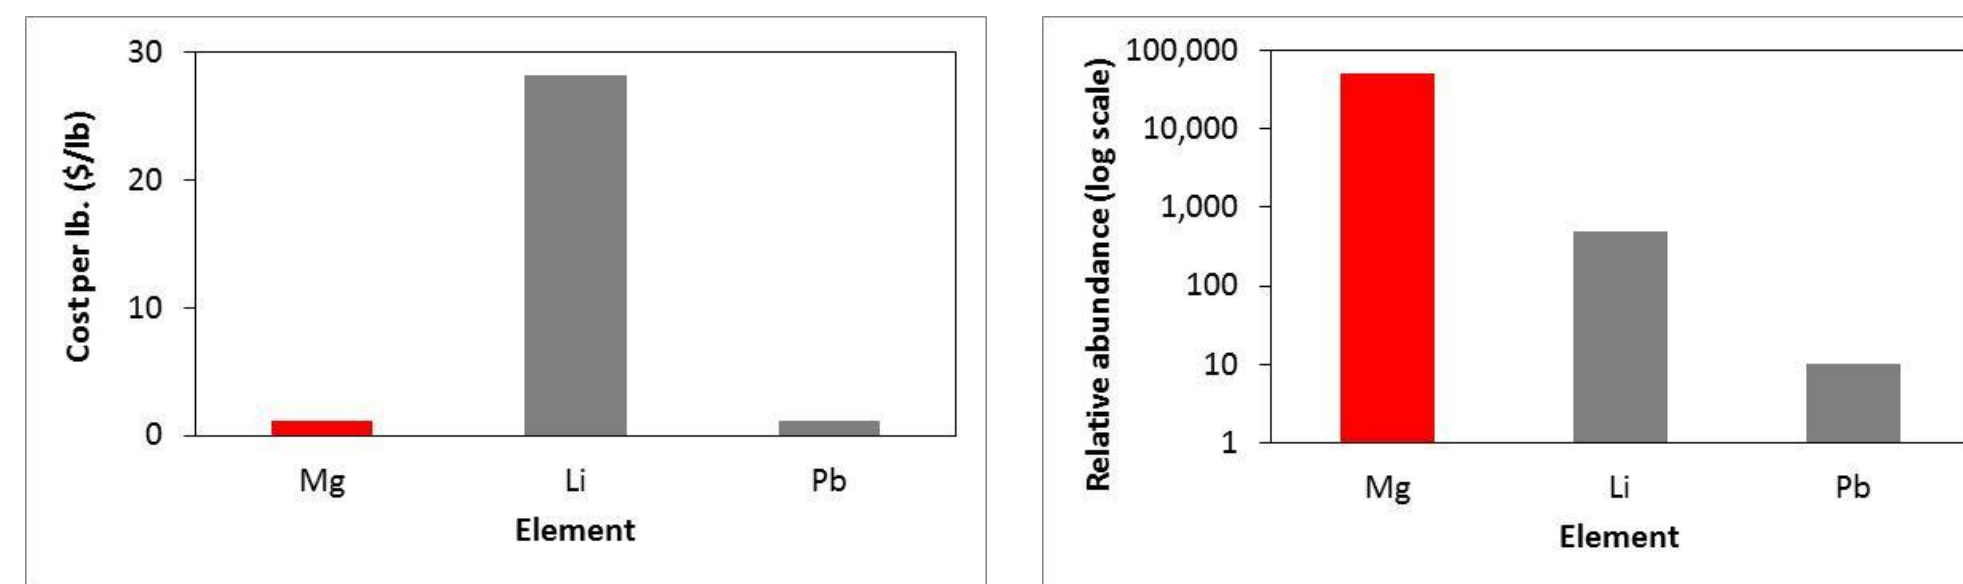 Cost per lb. ($/lb)
30
20
10
0
Mg Li Pb
Element
Relative abundance (log scale)
100,000
10,000
1,000
100
10
1
Mg Li Pb
Element